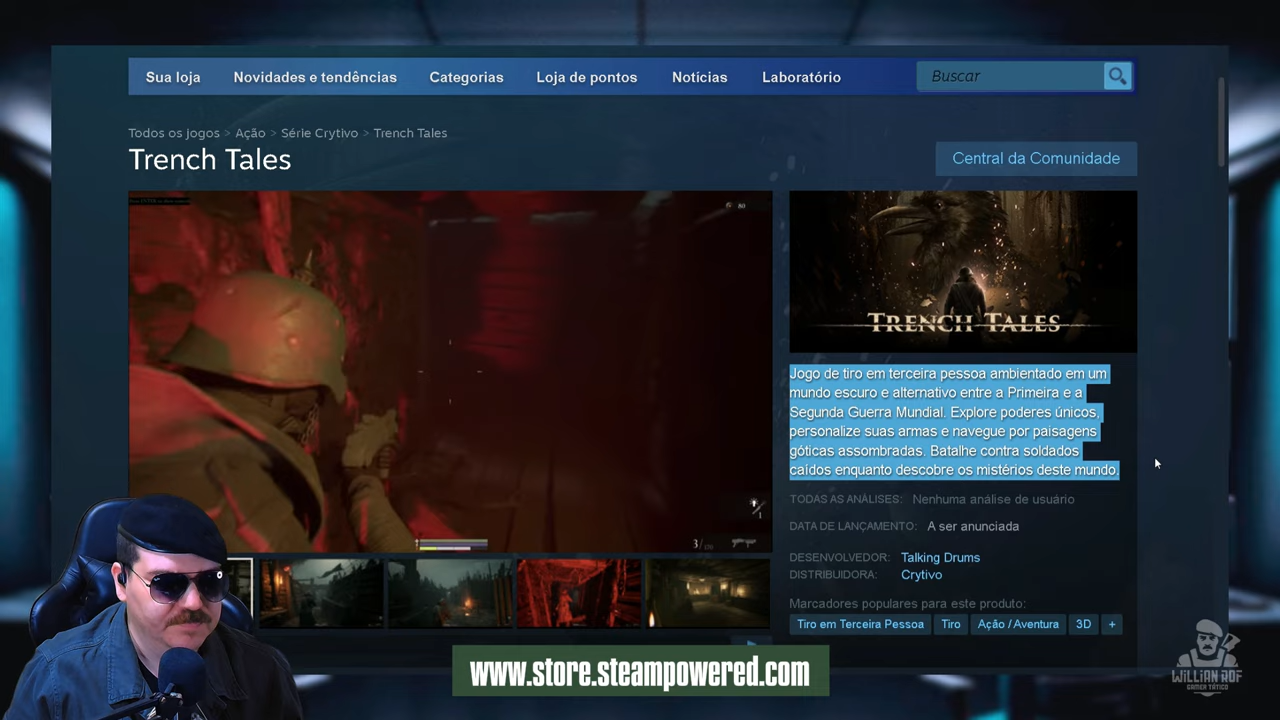 Sua loja Novidades e tendências Categorias Loja de pontos Notícias Laboratório Buscar
Todos os jogos > Ação > Série Crytivo > Trench Tales
Trench Tales
Central da Comunidade
80
3/170
1
TRENCH TALES
Jogo de tiro em terceira pessoa ambientado em um
mundo escuro e alternativo entre a Primeira e a
Segunda Guerra Mundial. Explore poderes únicos,
personalize suas armas e navegue por paisagens
góticas assombradas. Batalhe contra soldados
caídos enquanto descobre os mistérios deste mundo.
TODAS AS ANÁLISES: Nenhuma análise de usuário
DATA DE LANÇAMENTO: A ser anunciada
DESENVOLVEDOR: Talking Drums
DISTRIBUIDORA: Crytivo
Marcadores populares para este produto:
Tiro em Terceira Pessoa Tiro Ação / Aventura 3D +
www.store.steampowered.com
WILLIAN ROF
GAMER TÁTICO